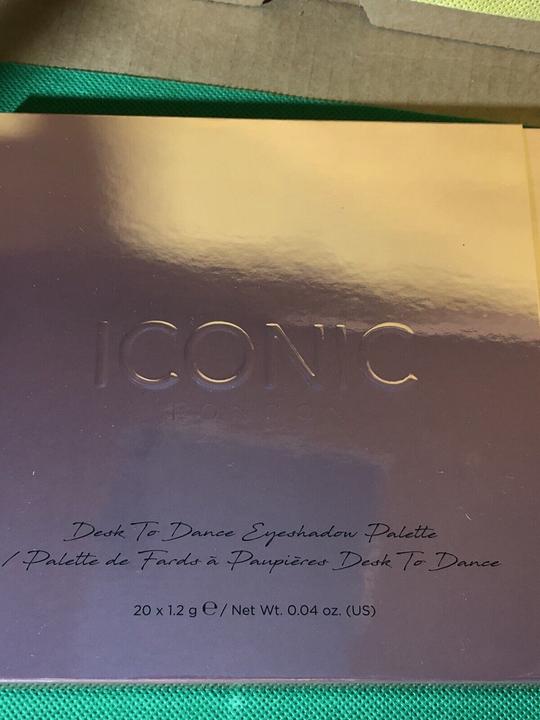 ICONIC
LONDON
Desk To Dance Eyeshadow Palette
/ Palette de Fards à Paupières Desk To Dance
20 x 1.2 g ℮ / Net Wt. 0.04 oz. (US)